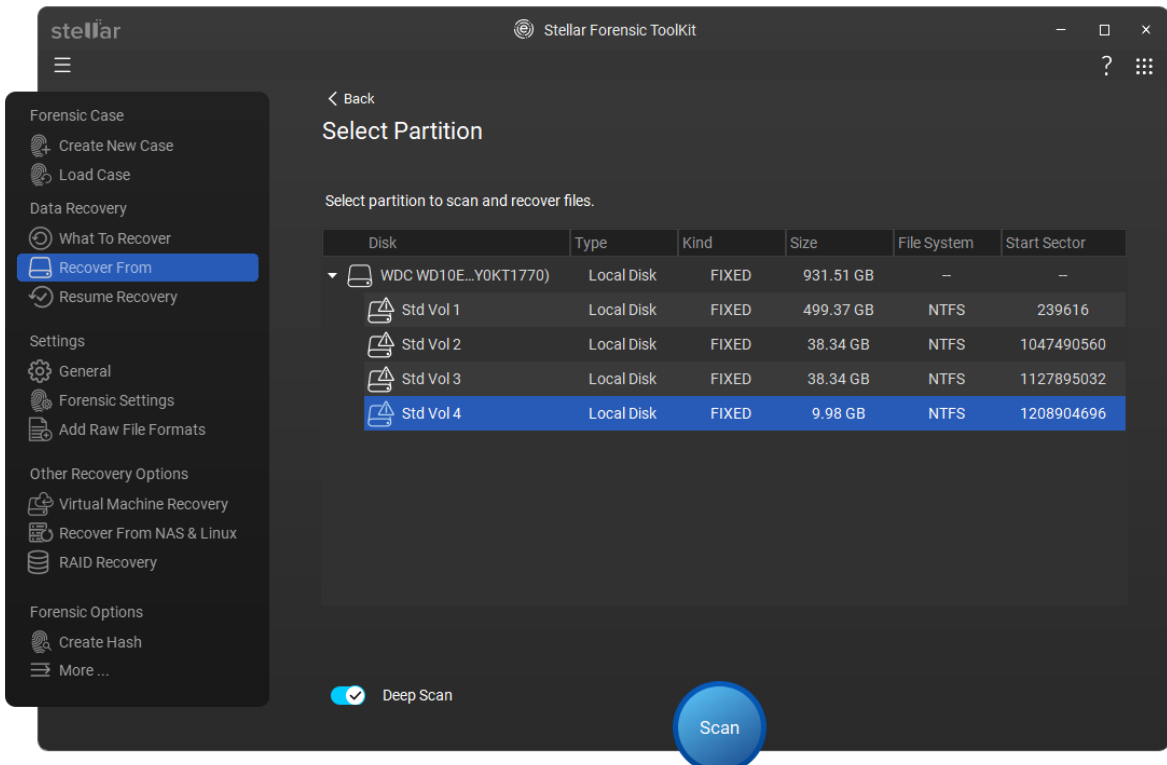 stellar
Stellar Forensic ToolKit
?
Forensic Case
Create New Case
Load Case
Data Recovery
What To Recover
Recover From
Resume Recovery
Settings
General
Forensic Settings
Add Raw File Formats
Other Recovery Options
Virtual Machine Recovery
Recover From NAS & Linux
RAID Recovery
Forensic Options
Create Hash
More ...
Back
Select Partition
Select partition to scan and recover files.
Disk Type Kind Size File System Start Sector
WDC WD10E...Y0KT1770) Local Disk FIXED 931.51 GB -- --
Std Vol 1 Local Disk FIXED 499.37 GB NTFS 239616
Std Vol 2 Local Disk FIXED 38.34 GB NTFS 1047490560
Std Vol 3 Local Disk FIXED 38.34 GB NTFS 1127895032
Std Vol 4 Local Disk FIXED 9.98 GB NTFS 1208904696
Deep Scan
Scan